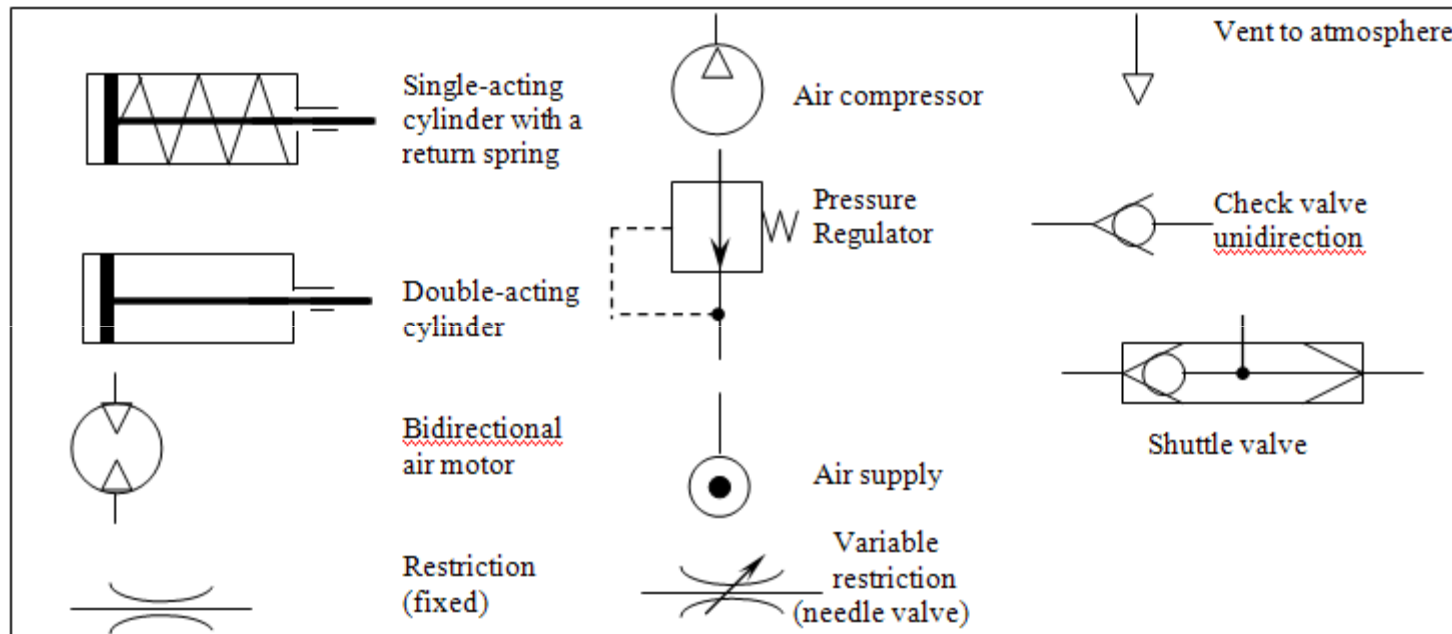 Single-acting
cylinder with a
return spring
Double-acting
cylinder
Bidirectional
air motor
Restriction
(fixed)
Air compressor
Pressure
Regulator
Air supply
Variable
restriction
(needle valve)
Vent to atmosphere
Check valve
unidirection
Shuttle valve